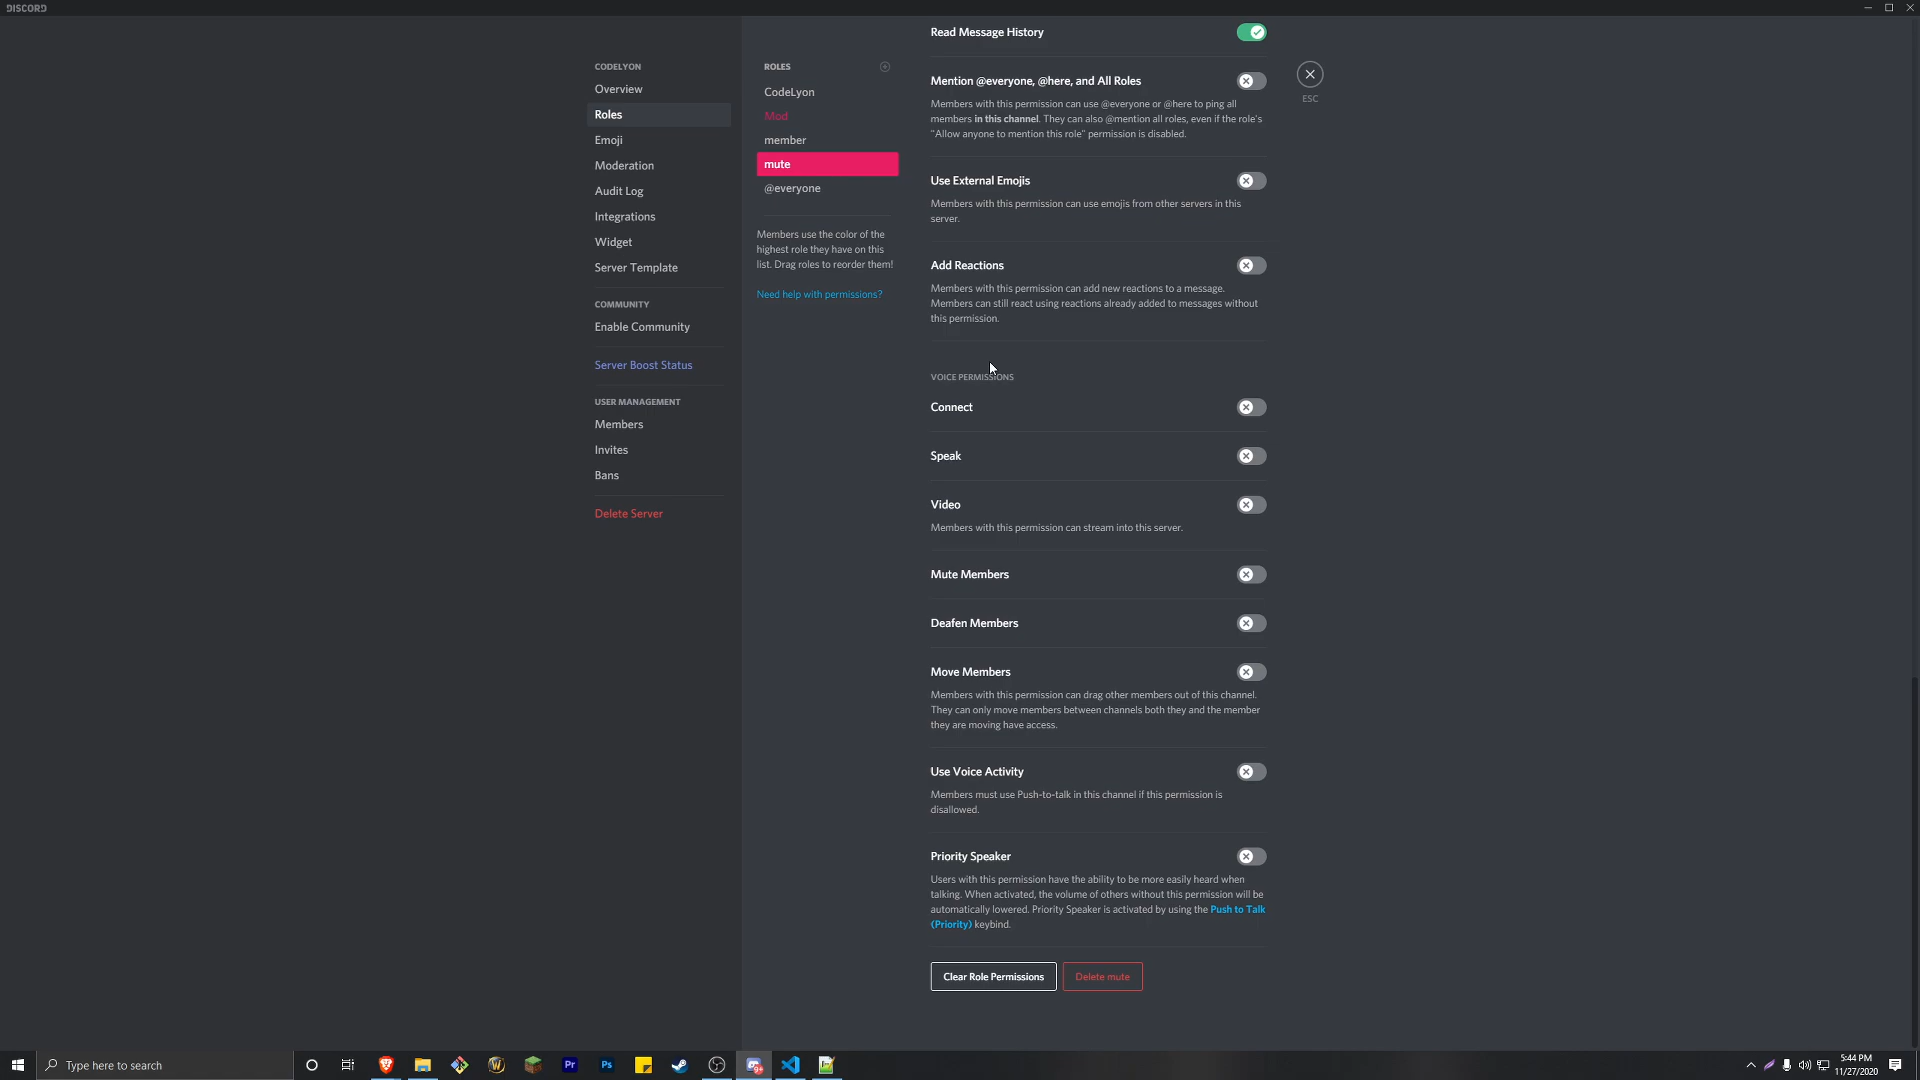 DISCORD
CODELYON
Overview
Roles
Emoji
Moderation
Audit Log
Integrations
Widget
Server Template
COMMUNITY
Enable Community
Server Boost Status
USER MANAGEMENT
Members
Invites
Bans
Delete Server
ROLES
CodeLyon
Mod
member
mute
@everyone
Members use the color of the
highest role they have on this
list. Drag roles to reorder them!
Need help with permissions?
Read Message History
Mention @everyone, @here, and All Roles
Members with this permission can use @everyone or @here to ping all
members in this channel. They can also @mention all roles, even if the role's
"Allow anyone to mention this role" permission is disabled.
Use External Emojis
Members with this permission can use emojis from other servers in this
server.
Add Reactions
Members with this permission can add new reactions to a message.
Members can still react using reactions already added to messages without
this permission.
VOICE PERMISSIONS
Connect
Speak
Video
Members with this permission can stream into this server.
Mute Members
Deafen Members
Move Members
Members with this permission can drag other members out of this channel.
They can only move members between channels both they and the member
they are moving have access.
Use Voice Activity
Members must use Push-to-talk in this channel if this permission is
disallowed.
Priority Speaker
Users with this permission have the ability to be more easily heard when
talking. When activated, the volume of others without this permission will be
automatically lowered. Priority Speaker is activated by using the Push to Talk
(Priority) keybind.
Clear Role Permissions
Delete mute
ESC
Type here to search
Pr
Ps
5:44 PM
11/27/2020